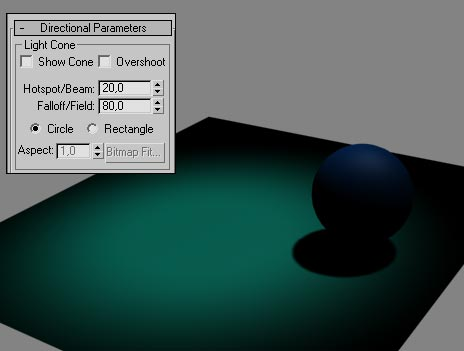 - Directional Parameters
Light Cone
Show Cone Overshoot
Hotspot/Beam: 20,0
Falloff/Field: 80,0
Circle Rectangle
Aspect: 1,0 Bitmap Fit...